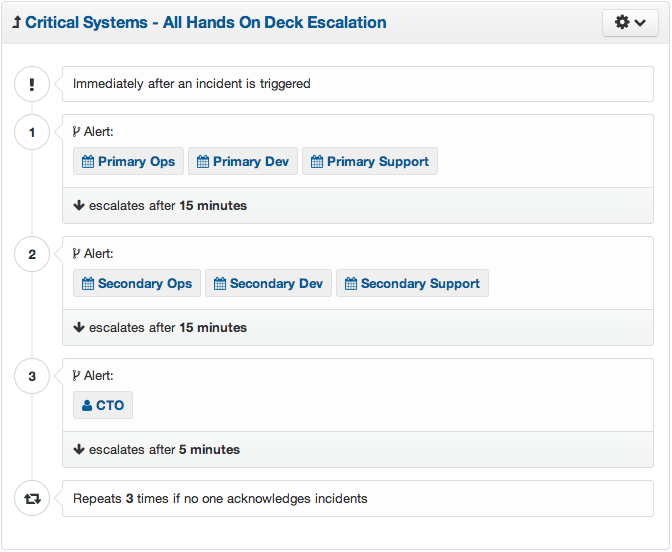 Critical Systems - All Hands On Deck Escalation
! Immediately after an incident is triggered
1 Alert:
Primary Ops Primary Dev Primary Support
escalates after 15 minutes
2 Alert:
Secondary Ops Secondary Dev Secondary Support
escalates after 15 minutes
3 Alert:
CTO
escalates after 5 minutes
Repeats 3 times if no one acknowledges incidents